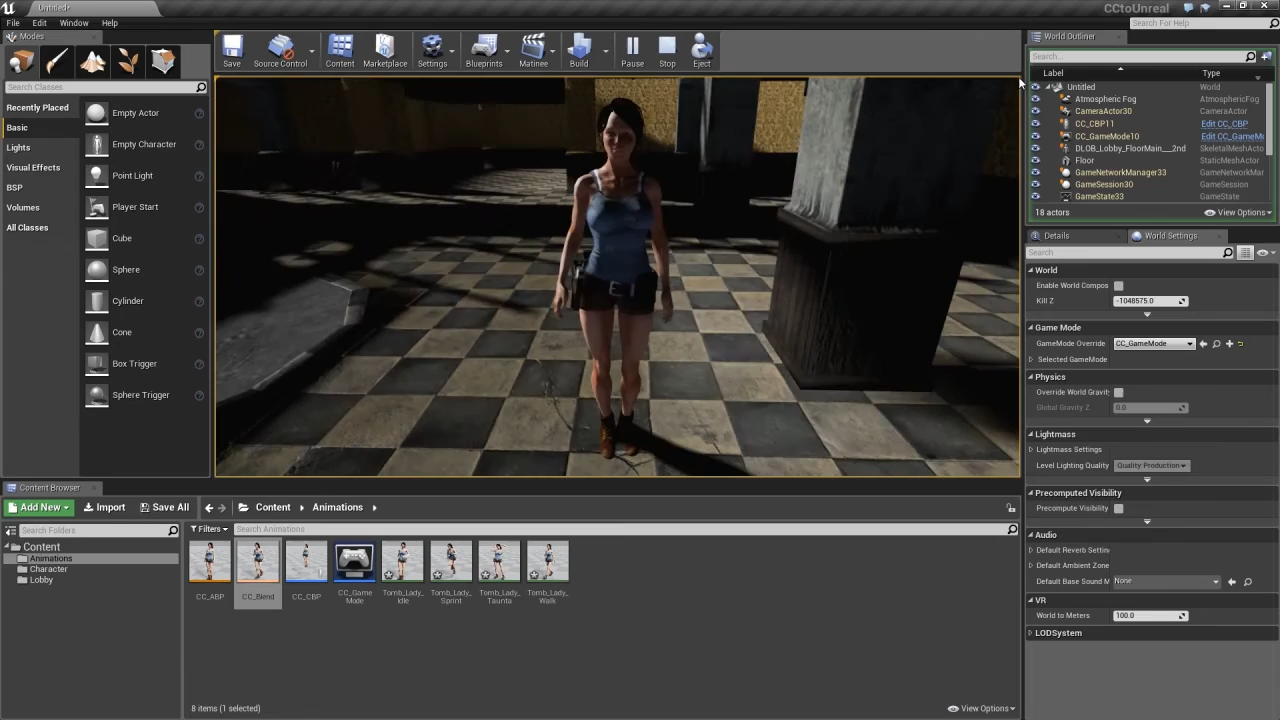 Untitled*
CCtoUnreal
File Edit Window Help
Search For Help
Modes
Search Classes
Recently Placed
Basic
Lights
Visual Effects
BSP
Volumes
All Classes
Empty Actor
Empty Character
Point Light
Player Start
Cube
Sphere
Cylinder
Cone
Box Trigger
Sphere Trigger
Save Source Control Content Marketplace Settings Blueprints Matinee Build Pause Stop Eject
World Outliner
Search...
Label Type
Untitled World
Atmospheric Fog AtmosphericFog
CameraActor30 CameraActor
CC_CBP11 Edit CC_CBP
CC_GameMode10 Edit CC_GameMo
DLOB_Lobby_FloorMain__2nd SkeletalMeshActo
Floor StaticMeshActor
GameNetworkManager33 GameNetworkMar
GameSession30 GameSession
GameState33 GameState
18 actors View Options
Details World Settings
Search
World
Enable World Compos
Kill Z -1048575.0
Game Mode
GameMode Override CC_GameMode
Selected GameMode
Physics
Override World Gravit
Global Gravity Z 0.0
Lightmass
Lightmass Settings
Level Lighting Quality Quality Production
Precomputed Visibility
Precompute Visibility
Audio
Default Reverb Settin
Default Ambient Zone
Default Base Sound M None
VR
World to Meters 100.0
LODSystem
Content Browser
Add New Import Save All Content Animations
Search Folders
Filters Search Animations
Content
Animations
Character
Lobby
CC_ABP
CC_Blend
CC_CBP
CC_Game
Mode
Tomb_Lady_
Idle
Tomb_Lady_
Sprint
Tomb_Lady_
Taunta
Tomb_Lady_
Walk
8 items (1 selected) View Options